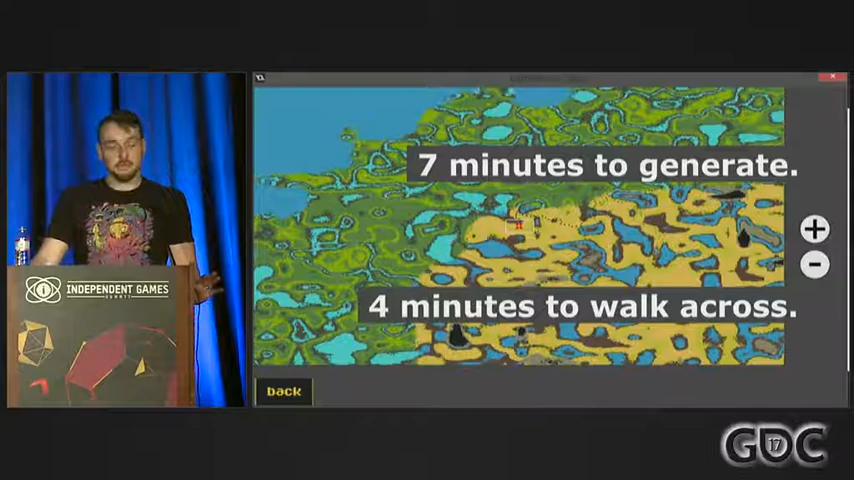 7 minutes to generate.
+
-
4 minutes to walk across.
INDEPENDENT GAMES
SUMMIT
back
GDC
17